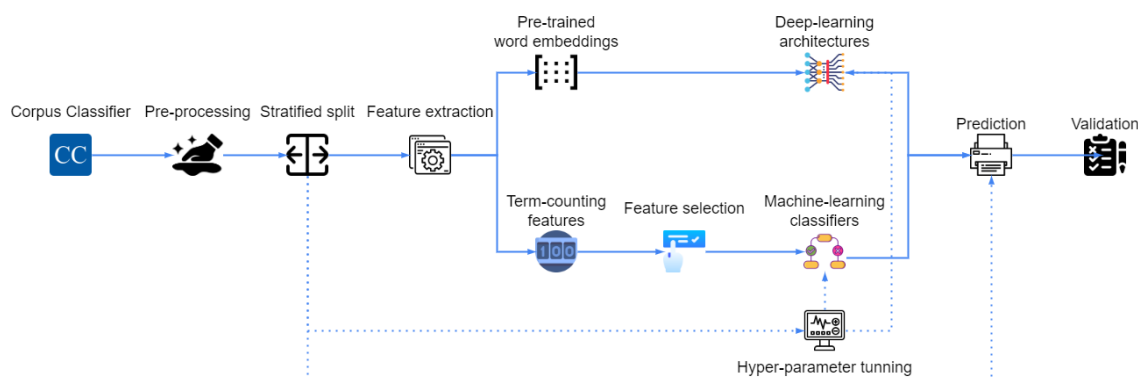 Pre-trained
word embeddings
Deep-learning
architectures
Corpus Classifier
Pre-processing
Stratified split
Feature extraction
Prediction
Validation
CC
Term-counting
features
Feature selection
Machine-learning
classifiers
100
Hyper-parameter tunning